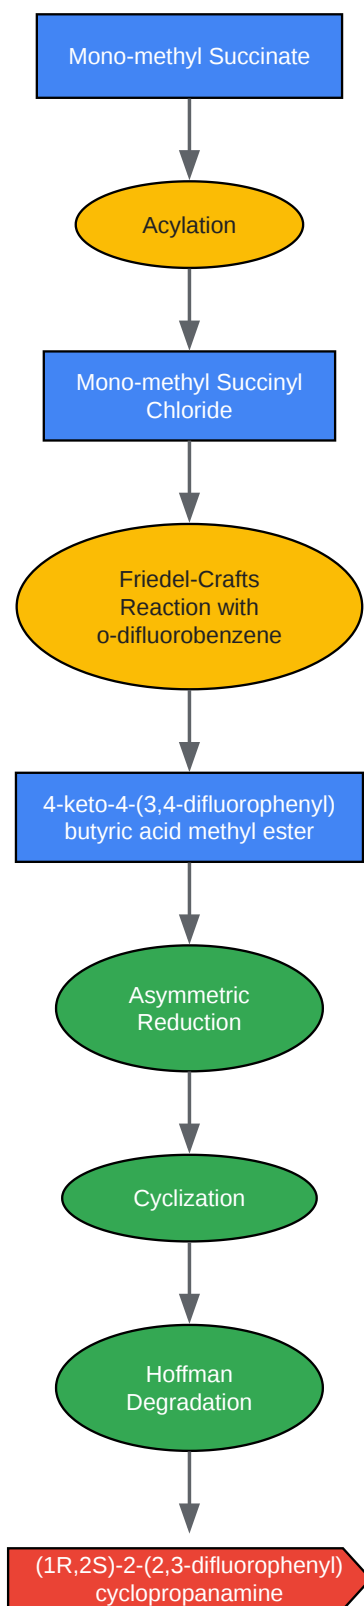 Mono-methyl Succinate
Acylation
Mono-methyl Succinyl
Chloride
Friedel-Crafts
Reaction with
o-difluorobenzene
4-keto-4-(3,4-difluorophenyl)
butyric acid methyl ester
Asymmetric
Reduction
Cyclization
Hoffman
Degradation
(1R,2S)-2-(2,3-difluorophenyl)
cyclopropanamine